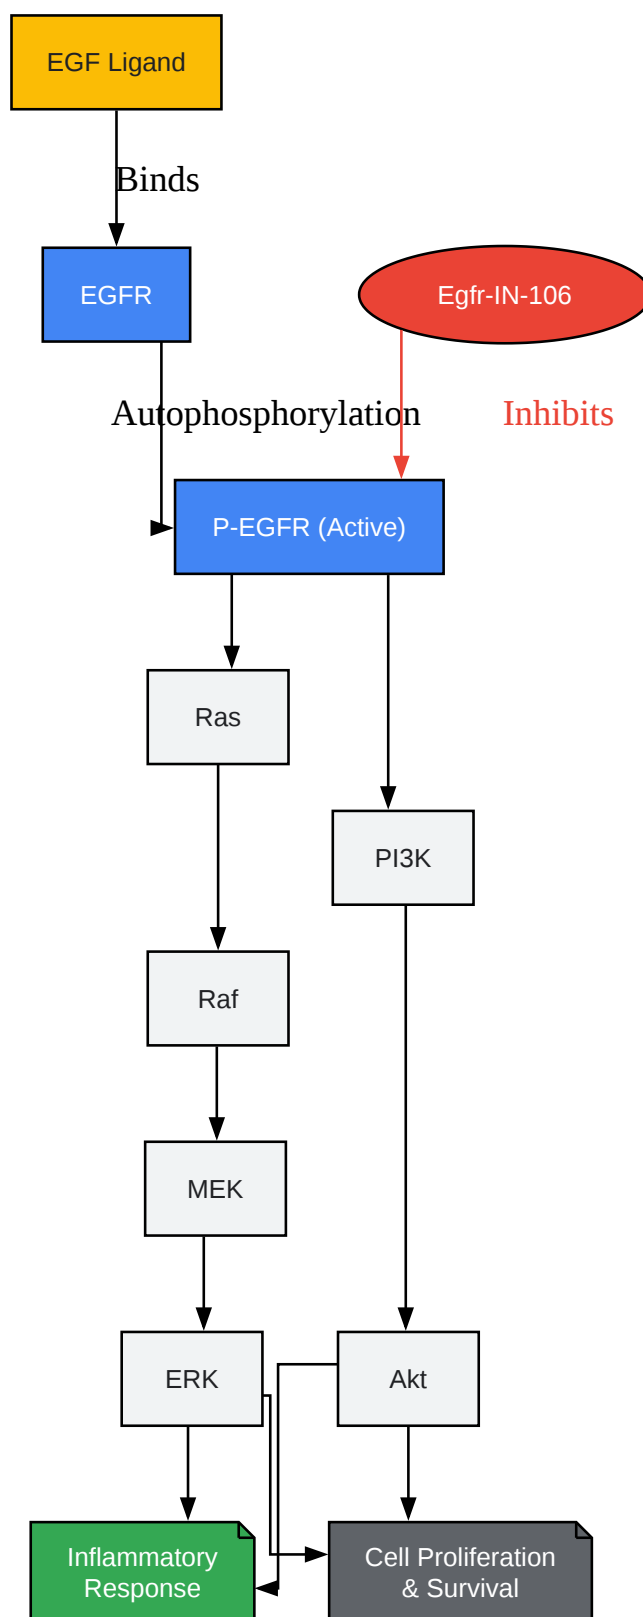 EGF Ligand
Binds
EGFR
Egfr-IN-106
Autophosphorylation
Inhibits
P-EGFR (Active)
Ras
PI3K
Raf
MEK
ERK
Akt
Inflammatory
Response
Cell Proliferation
& Survival